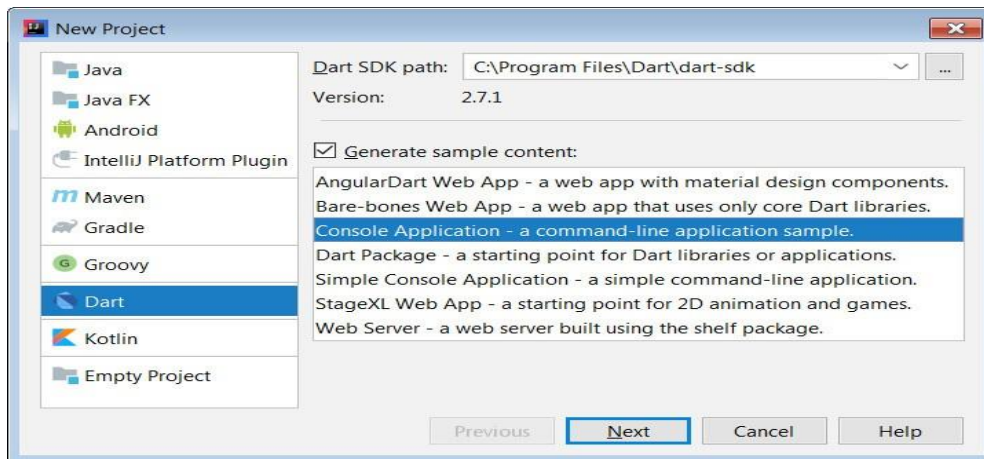 New Project
Java
Java FX
Android
IntelliJ Platform Plugin
Maven
Gradle
Groovy
Dart
Kotlin
Empty Project
Dart SDK path: C:\Program Files\Dart\dart-sdk ...
Version: 2.7.1
Generate sample content:
AngularDart Web App - a web app with material design components.
Bare-bones Web App - a web app that uses only core Dart libraries.
Console Application - a command-line application sample.
Dart Package - a starting point for Dart libraries or applications.
Simple Console Application - a simple command-line application.
StageXL Web App - a starting point for 2D animation and games.
Web Server - a web server built using the shelf package.
Previous Next Cancel Help